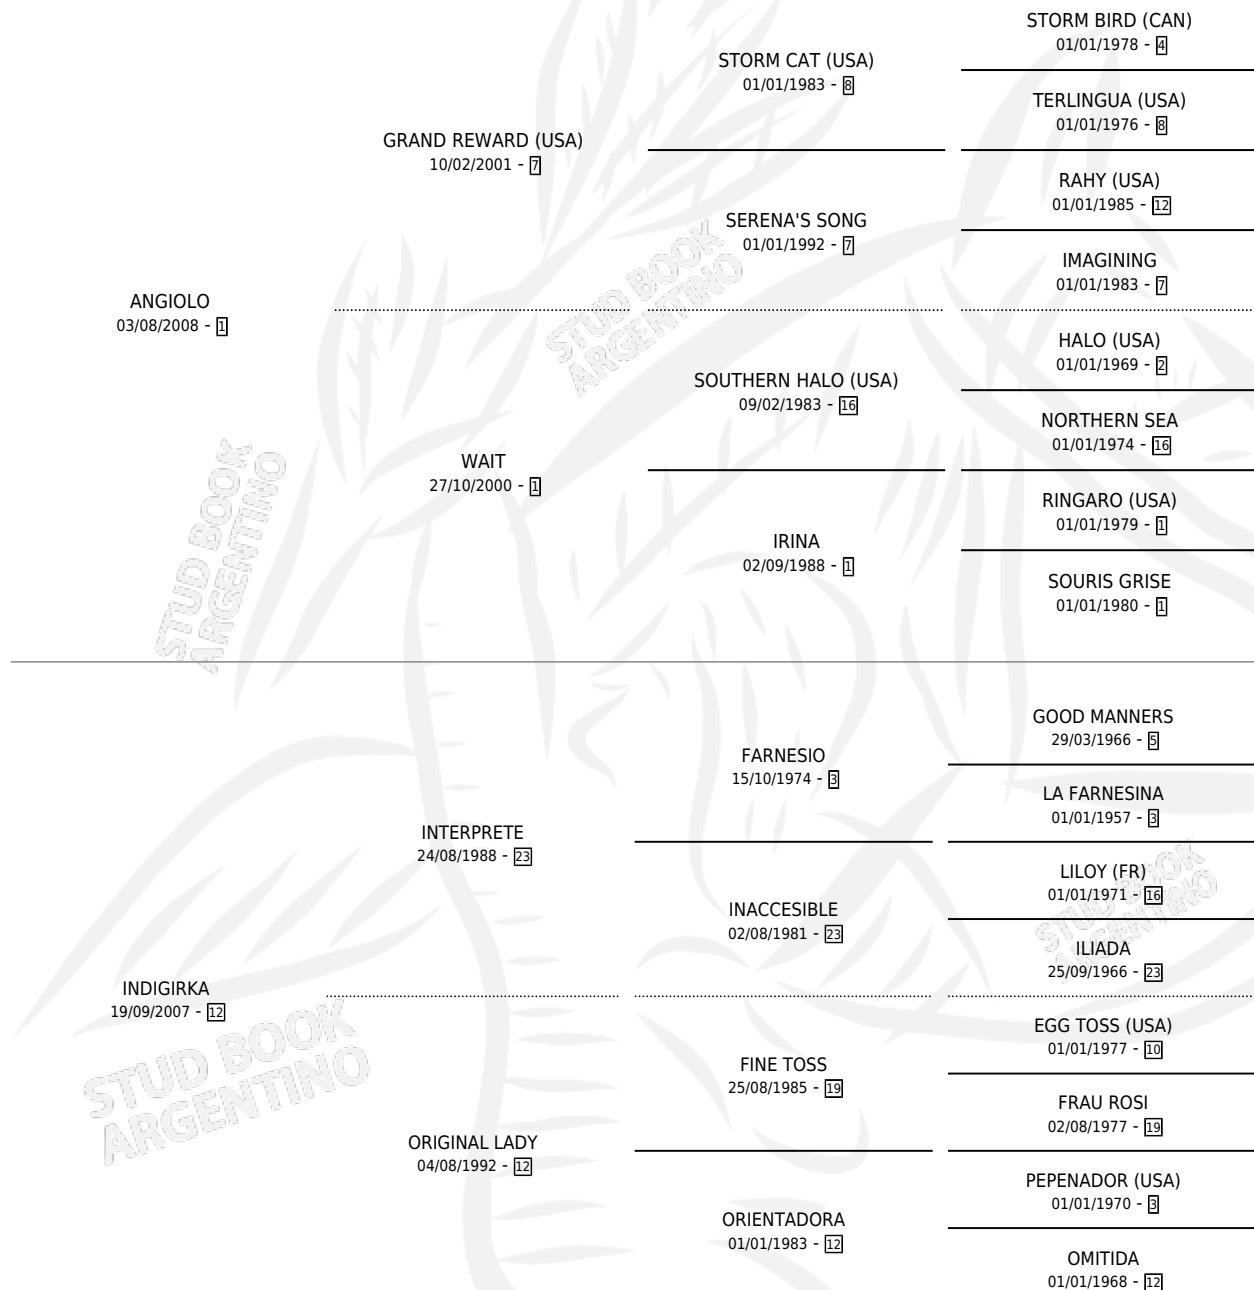 STORM BIRD (CAN)
01/01/1978 - 4
STORM CAT (USA)
01/01/1983 - 8
TERLINGUA (USA)
01/01/1976 - 8
GRAND REWARD (USA)
10/02/2001 - 7
RAHY (USA)
01/01/1985 - 12
SERENA'S SONG
01/01/1992 - 7
IMAGINING
01/01/1983 - 7
ANGIOLO
03/08/2008 - 1
HALO (USA)
01/01/1969 - 2
SOUTHERN HALO (USA)
09/02/1983 - 16
NORTHERN SEA
01/01/1974 - 16
WAIT
27/10/2000 - 1
RINGARO (USA)
01/01/1979 - 1
IRINA
02/09/1988 - 1
SOURIS GRISE
01/01/1980 - 1
GOOD MANNERS
29/03/1966 - 5
FARNESIO
15/10/1974 - 3
LA FARNESINA
01/01/1957 - 3
INTERPRETE
24/08/1988 - 23
LILOY (FR)
01/01/1971 - 16
INACCESIBLE
02/08/1981 - 23
ILIADA
25/09/1966 - 23
INDIGIRKA
19/09/2007 - 12
EGG TOSS (USA)
01/01/1977 - 10
FINE TOSS
25/08/1985 - 19
FRAU ROSI
02/08/1977 - 19
ORIGINAL LADY
04/08/1992 - 12
PEPENADOR (USA)
01/01/1970 - 3
ORIENTADORA
01/01/1983 - 12
OMITIDA
01/01/1968 - 12
STUD BOOK
ARGENTINO
STUD BOOK
ARGENTINO
STUD BOOK
ARGENTINO
STUD BOOK
ARGENTINO